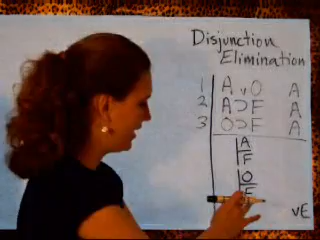 Disjunction
Elimination
1 A v O A
2 A ⊃ F A
3 O ⊃ F A
A
F
O
F
vE